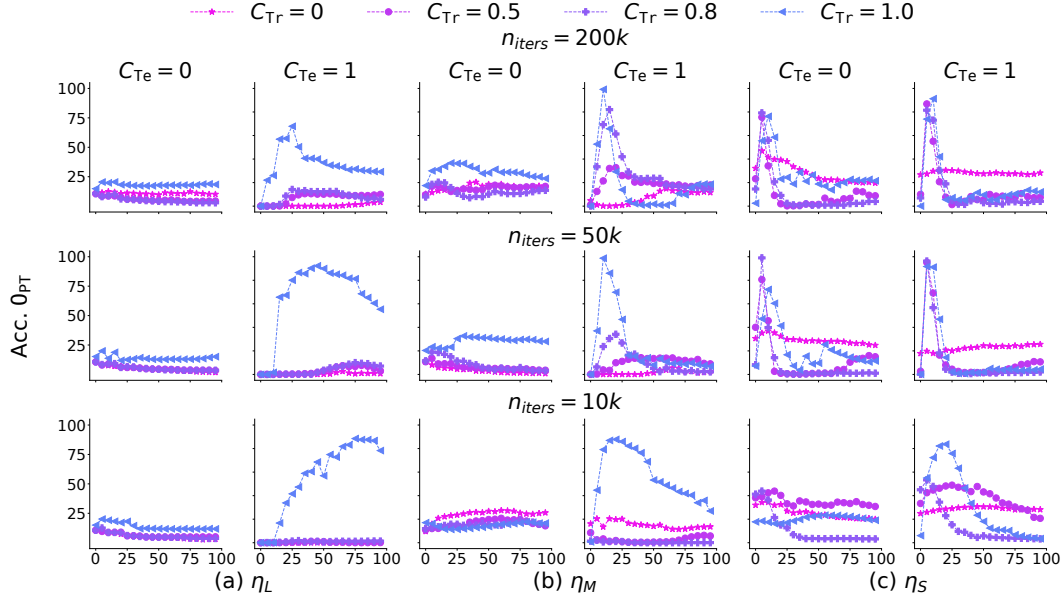 C_Tr = 0 C_Tr = 0.5 C_Tr = 0.8 C_Tr = 1.0
n_iters = 200k
C_Te = 0 C_Te = 1 C_Te = 0 C_Te = 1 C_Te = 0 C_Te = 1
100
75
50
25
n_iters = 50k
100
75
50
25
n_iters = 10k
100
75
50
25
Acc. 0_PT
0 25 50 75 100 0 25 50 75 100 0 25 50 75 100 0 25 50 75 100 0 25 50 75 100 0 25 50 75 100
(a) η_L (b) η_M (c) η_S